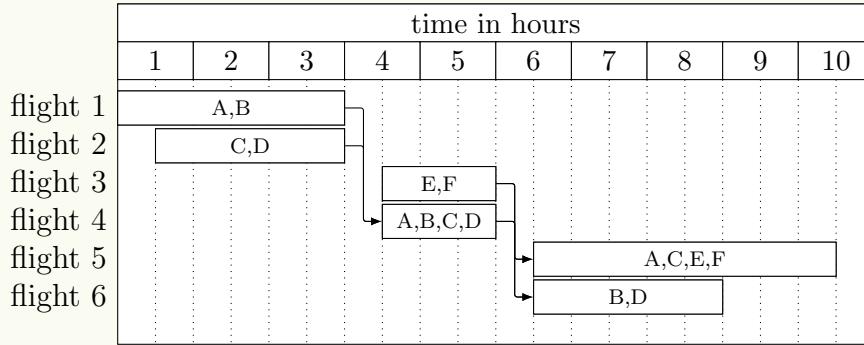 time in hours
1 2 3 4 5 6 7 8 9 10
flight 1 A,B
flight 2 C,D
flight 3 E,F
flight 4 A,B,C,D
flight 5 A,C,E,F
flight 6 B,D